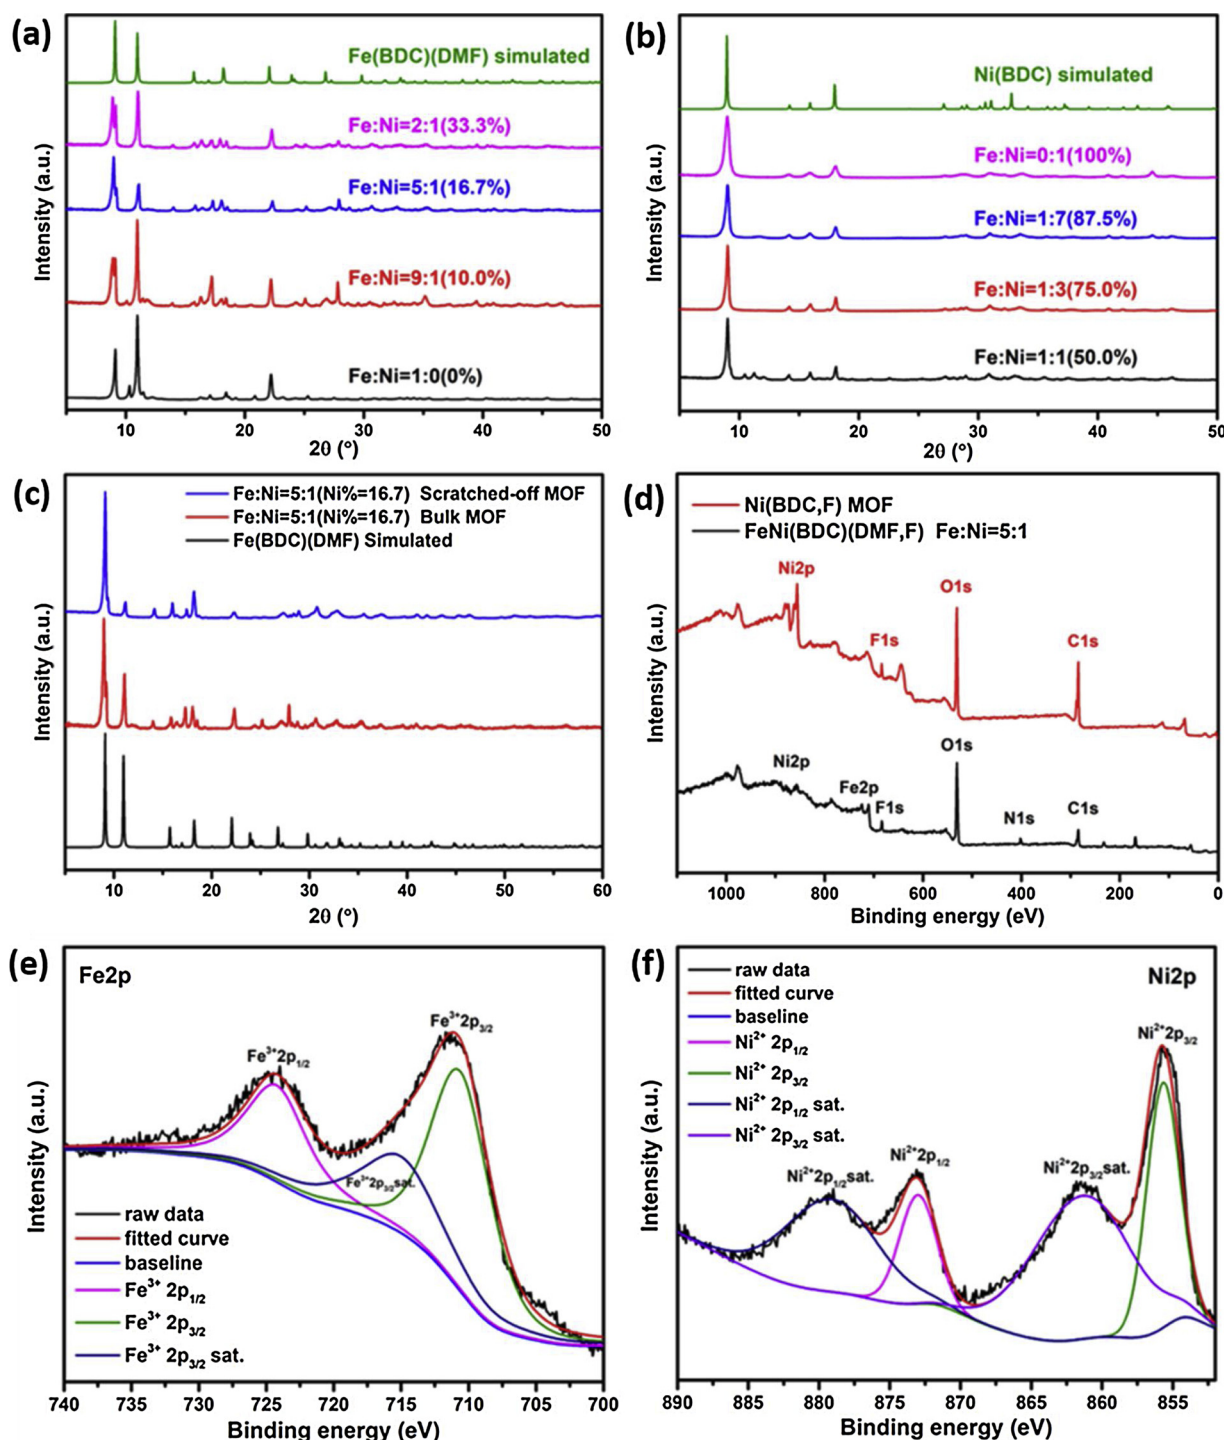 (a)
Fe(BDC)(DMF) simulated
Fe:Ni=2:1(33.3%)
Fe:Ni=5:1(16.7%)
Fe:Ni=9:1(10.0%)
Fe:Ni=1:0(0%)
Intensity (a.u.)
10 20 30 40 50
2θ (°)
(b)
Ni(BDC) simulated
Fe:Ni=0:1(100%)
Fe:Ni=1:7(87.5%)
Fe:Ni=1:3(75.0%)
Fe:Ni=1:1(50.0%)
Intensity (a.u.)
10 20 30 40 50
2θ (°)
(c)
Fe:Ni=5:1(Ni%=16.7) Scratched-off MOF
Fe:Ni=5:1(Ni%=16.7) Bulk MOF
Fe(BDC)(DMF) Simulated
Intensity (a.u.)
10 20 30 40 50 60
2θ (°)
(d)
Ni(BDC,F) MOF
FeNi(BDC)(DMF,F) Fe:Ni=5:1
Ni2p
O1s
F1s
C1s
O1s
Ni2p
Fe2p
F1s
N1s
C1s
Intensity (a.u.)
1000 800 600 400 200 0
Binding energy (eV)
(e)
Fe2p
Fe³⁺2p₃/₂
Fe³⁺2p₁/₂
Fe³⁺2p₃/₂sat.
raw data
fitted curve
baseline
Fe³⁺ 2p₁/₂
Fe³⁺ 2p₃/₂
Fe³⁺ 2p₃/₂ sat.
Intensity (a.u.)
740 735 730 725 720 715 710 705 700
Binding energy (eV)
(f)
raw data
fitted curve
baseline
Ni²⁺ 2p₁/₂
Ni²⁺ 2p₃/₂
Ni²⁺ 2p₁/₂ sat.
Ni²⁺ 2p₃/₂ sat.
Ni2p
Ni²⁺2p₃/₂
Ni²⁺2p₁/₂sat.
Ni²⁺2p₁/₂
Ni²⁺2p₃/₂sat.
Intensity (a.u.)
890 885 880 875 870 865 860 855
Binding energy (eV)